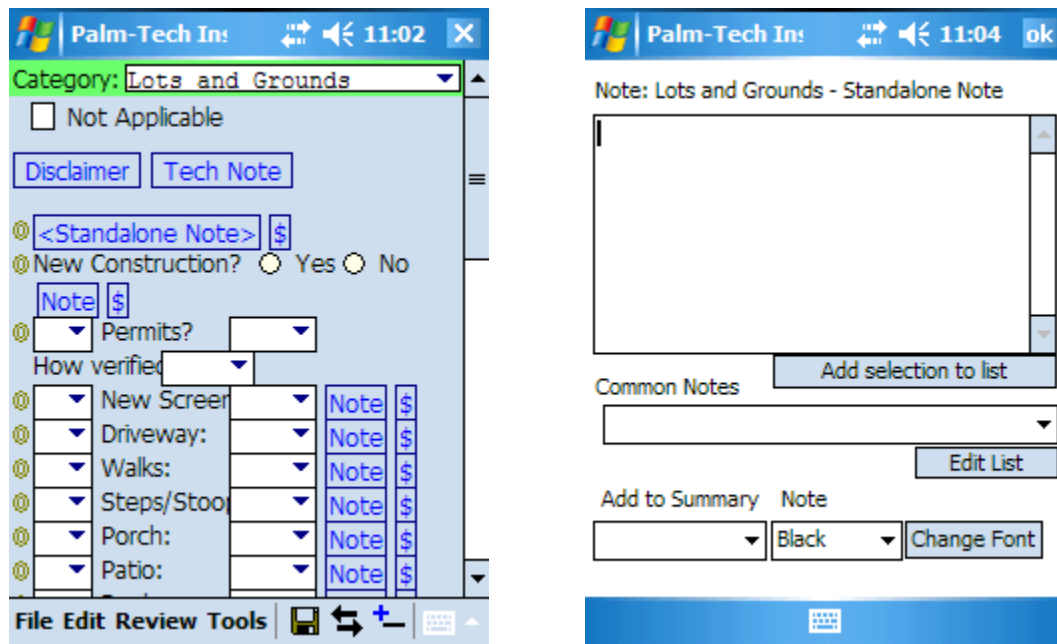 Palm-Tech Ins 11:02
Category: Lots and Grounds
Not Applicable
Disclaimer Tech Note
<Standalone Note> $
New Construction? Yes No
Note $
Permits?
How verified
New Screen Note $
Driveway: Note $
Walks: Note $
Steps/Stoop Note $
Porch: Note $
Patio: Note $
File Edit Review Tools
Palm-Tech Ins 11:04 ok
Note: Lots and Grounds - Standalone Note
Add selection to list
Common Notes
Edit List
Add to Summary Note
Black Change Font